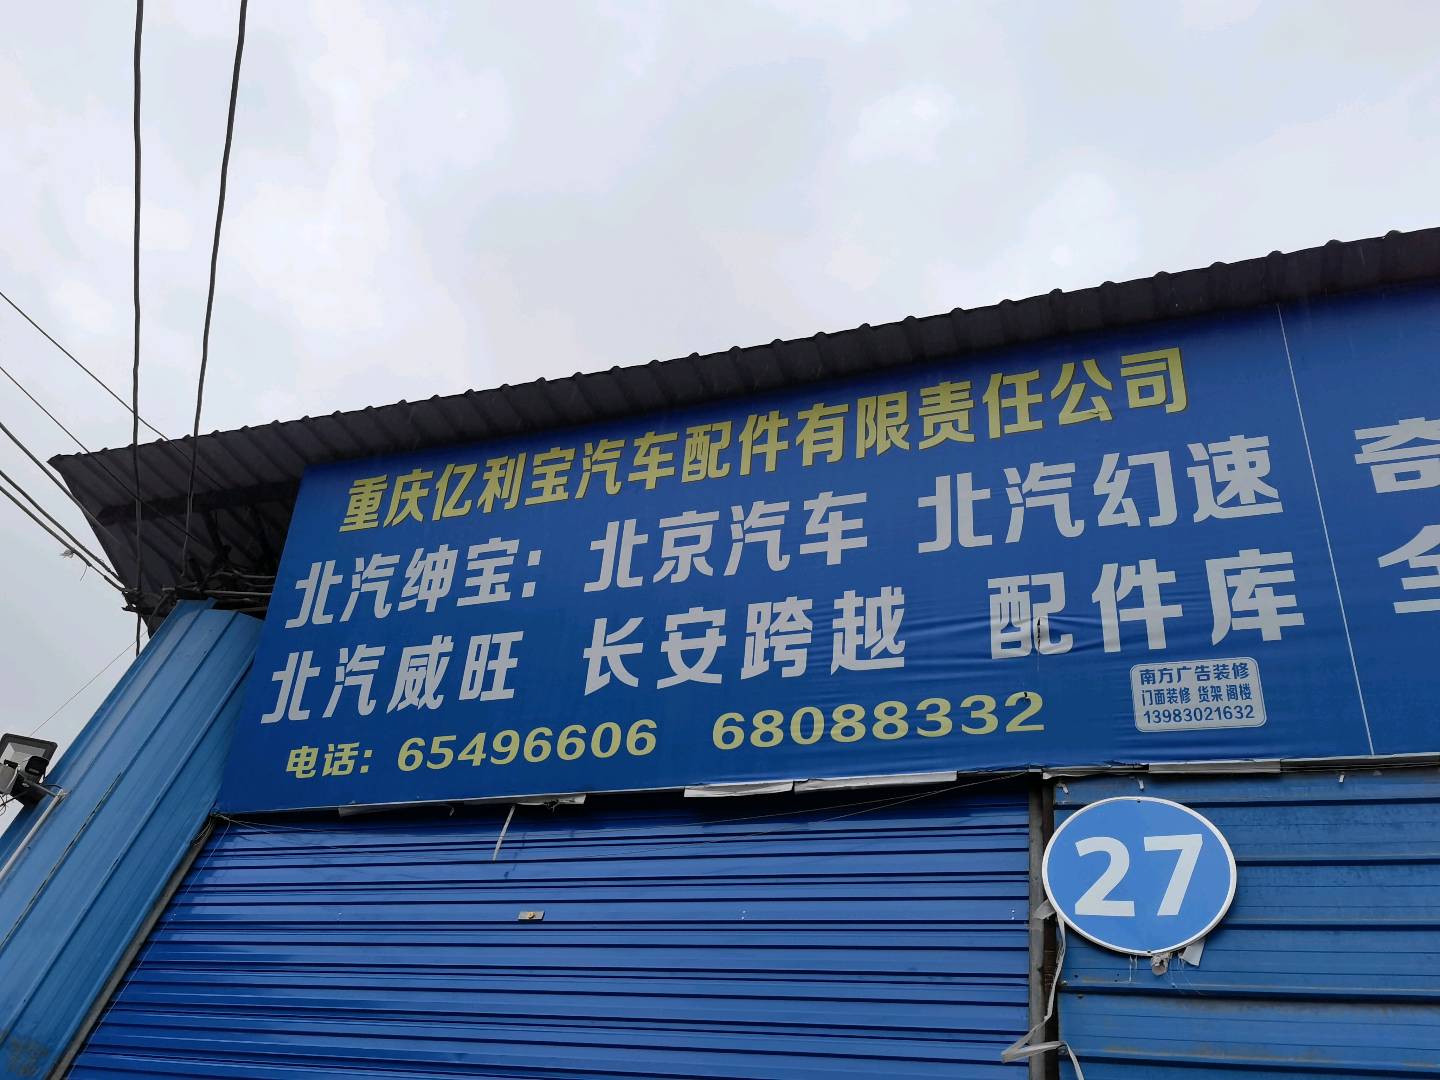 重庆亿利宝汽车配件有限责任公司
北汽绅宝：北京汽车 北汽幻速
北汽威旺 长安跨越 配件库
电话：65496606 68088332
南方广告装修
门面装修 货架 阁楼
13983021632
奇
全
27